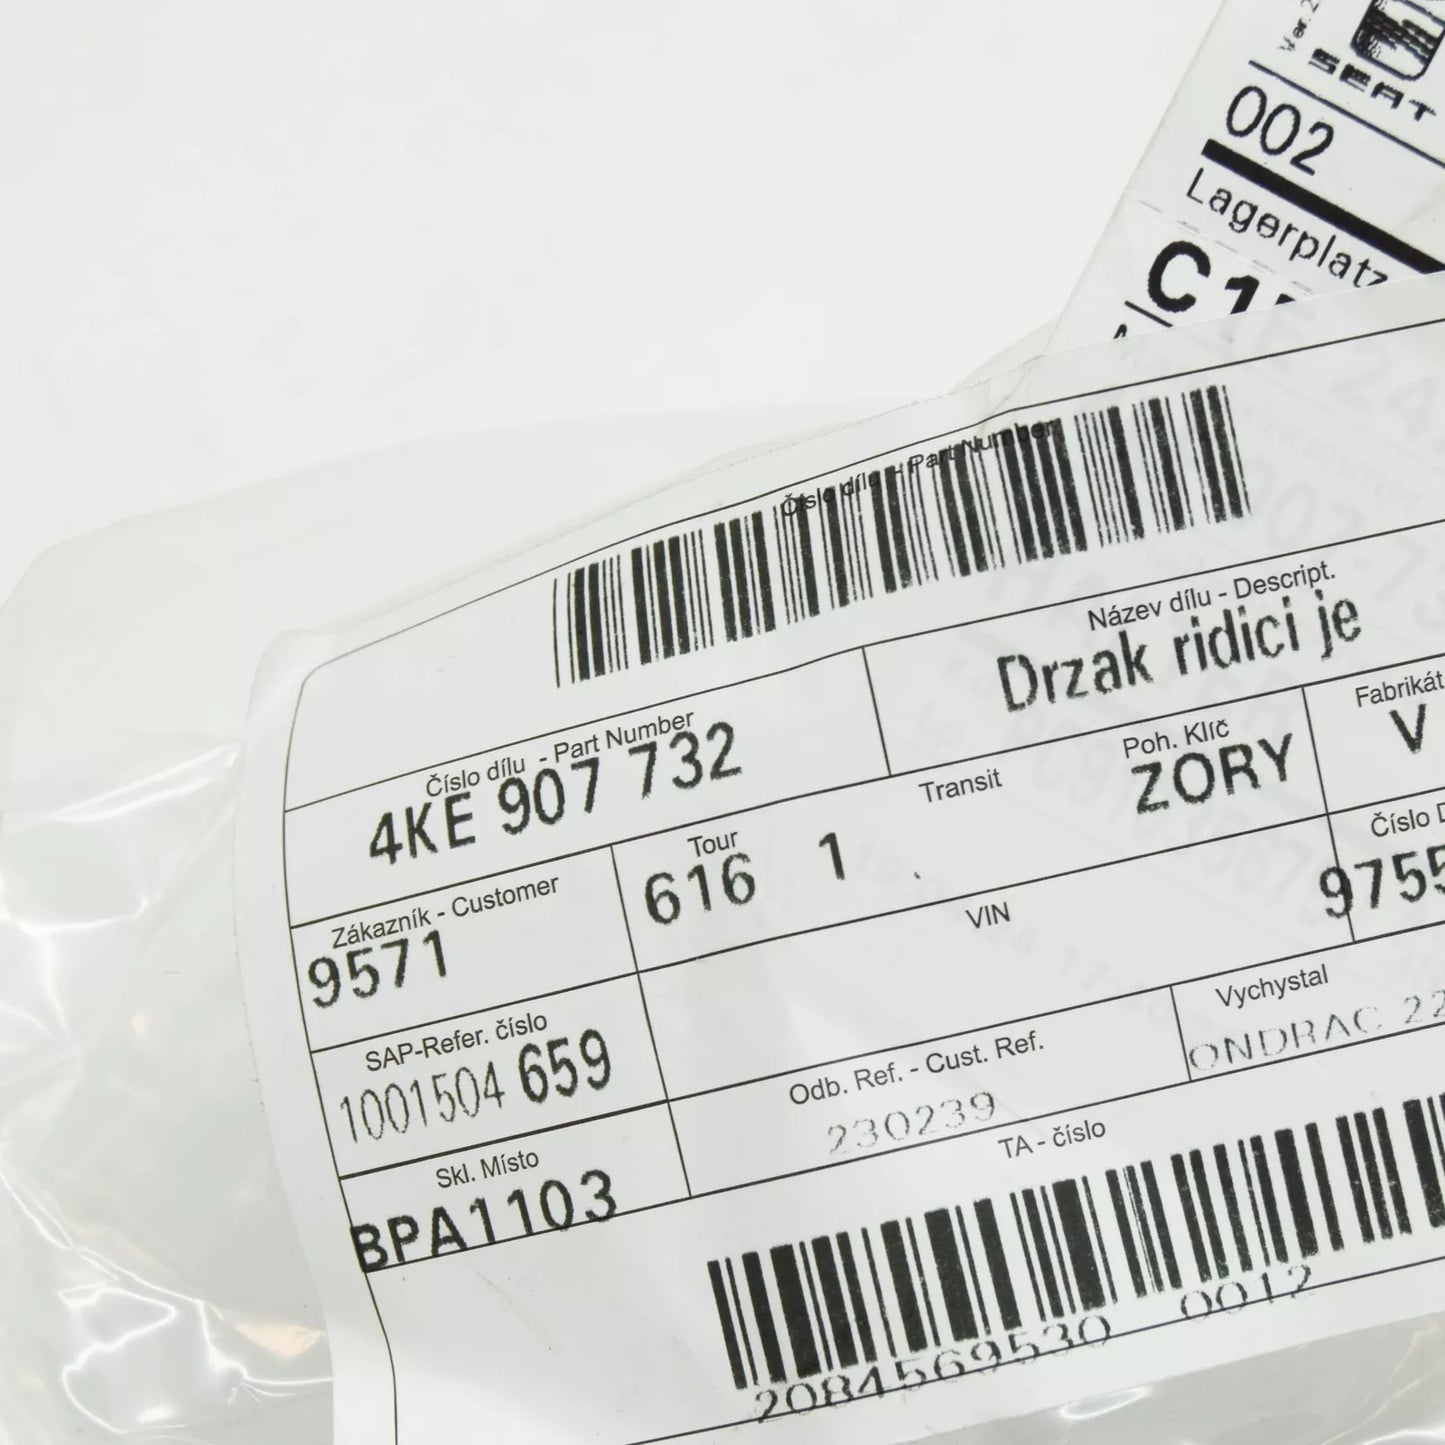 SEAT
002
Lagerplatz
Číslo dílu - Part Number
Název dílu - Descript.
Drzak ridici je
Číslo dílu - Part Number
4KE 907 732
Transit
Poh. Klíč
ZORY
Fabrikát
V
Zákazník - Customer
9571
Tour
616 1
VIN
Číslo
9755
SAP-Refer. číslo
1001504 659
Odb. Ref. - Cust. Ref.
230239
Vychystal
ONDRAC 22
Skl. Místo
BPA1103
TA - číslo
2084569530 0012